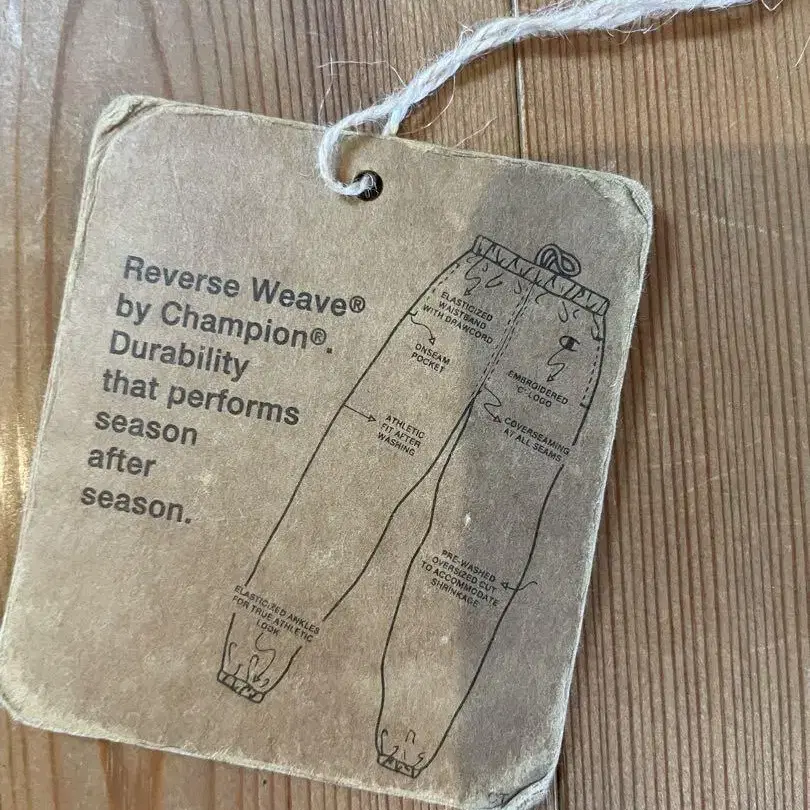 Reverse Weave®
by Champion®.
Durability
that performs
season
after
season.
ELASTICIZED
WAISTBAND
WITH DRAWCORD
ONSEAM
POCKET
EMBROIDERED
"C" LOGO
ATHLETIC
FIT AFTER
WASHING
COVERSEAMING
AT ALL SEAMS
PRE-WASHED
OVERSIZED CUT
TO ACCOMMODATE
SHRINKAGE
ELASTICIZED ANKLES
FOR TRUE ATHLETIC
LOOK